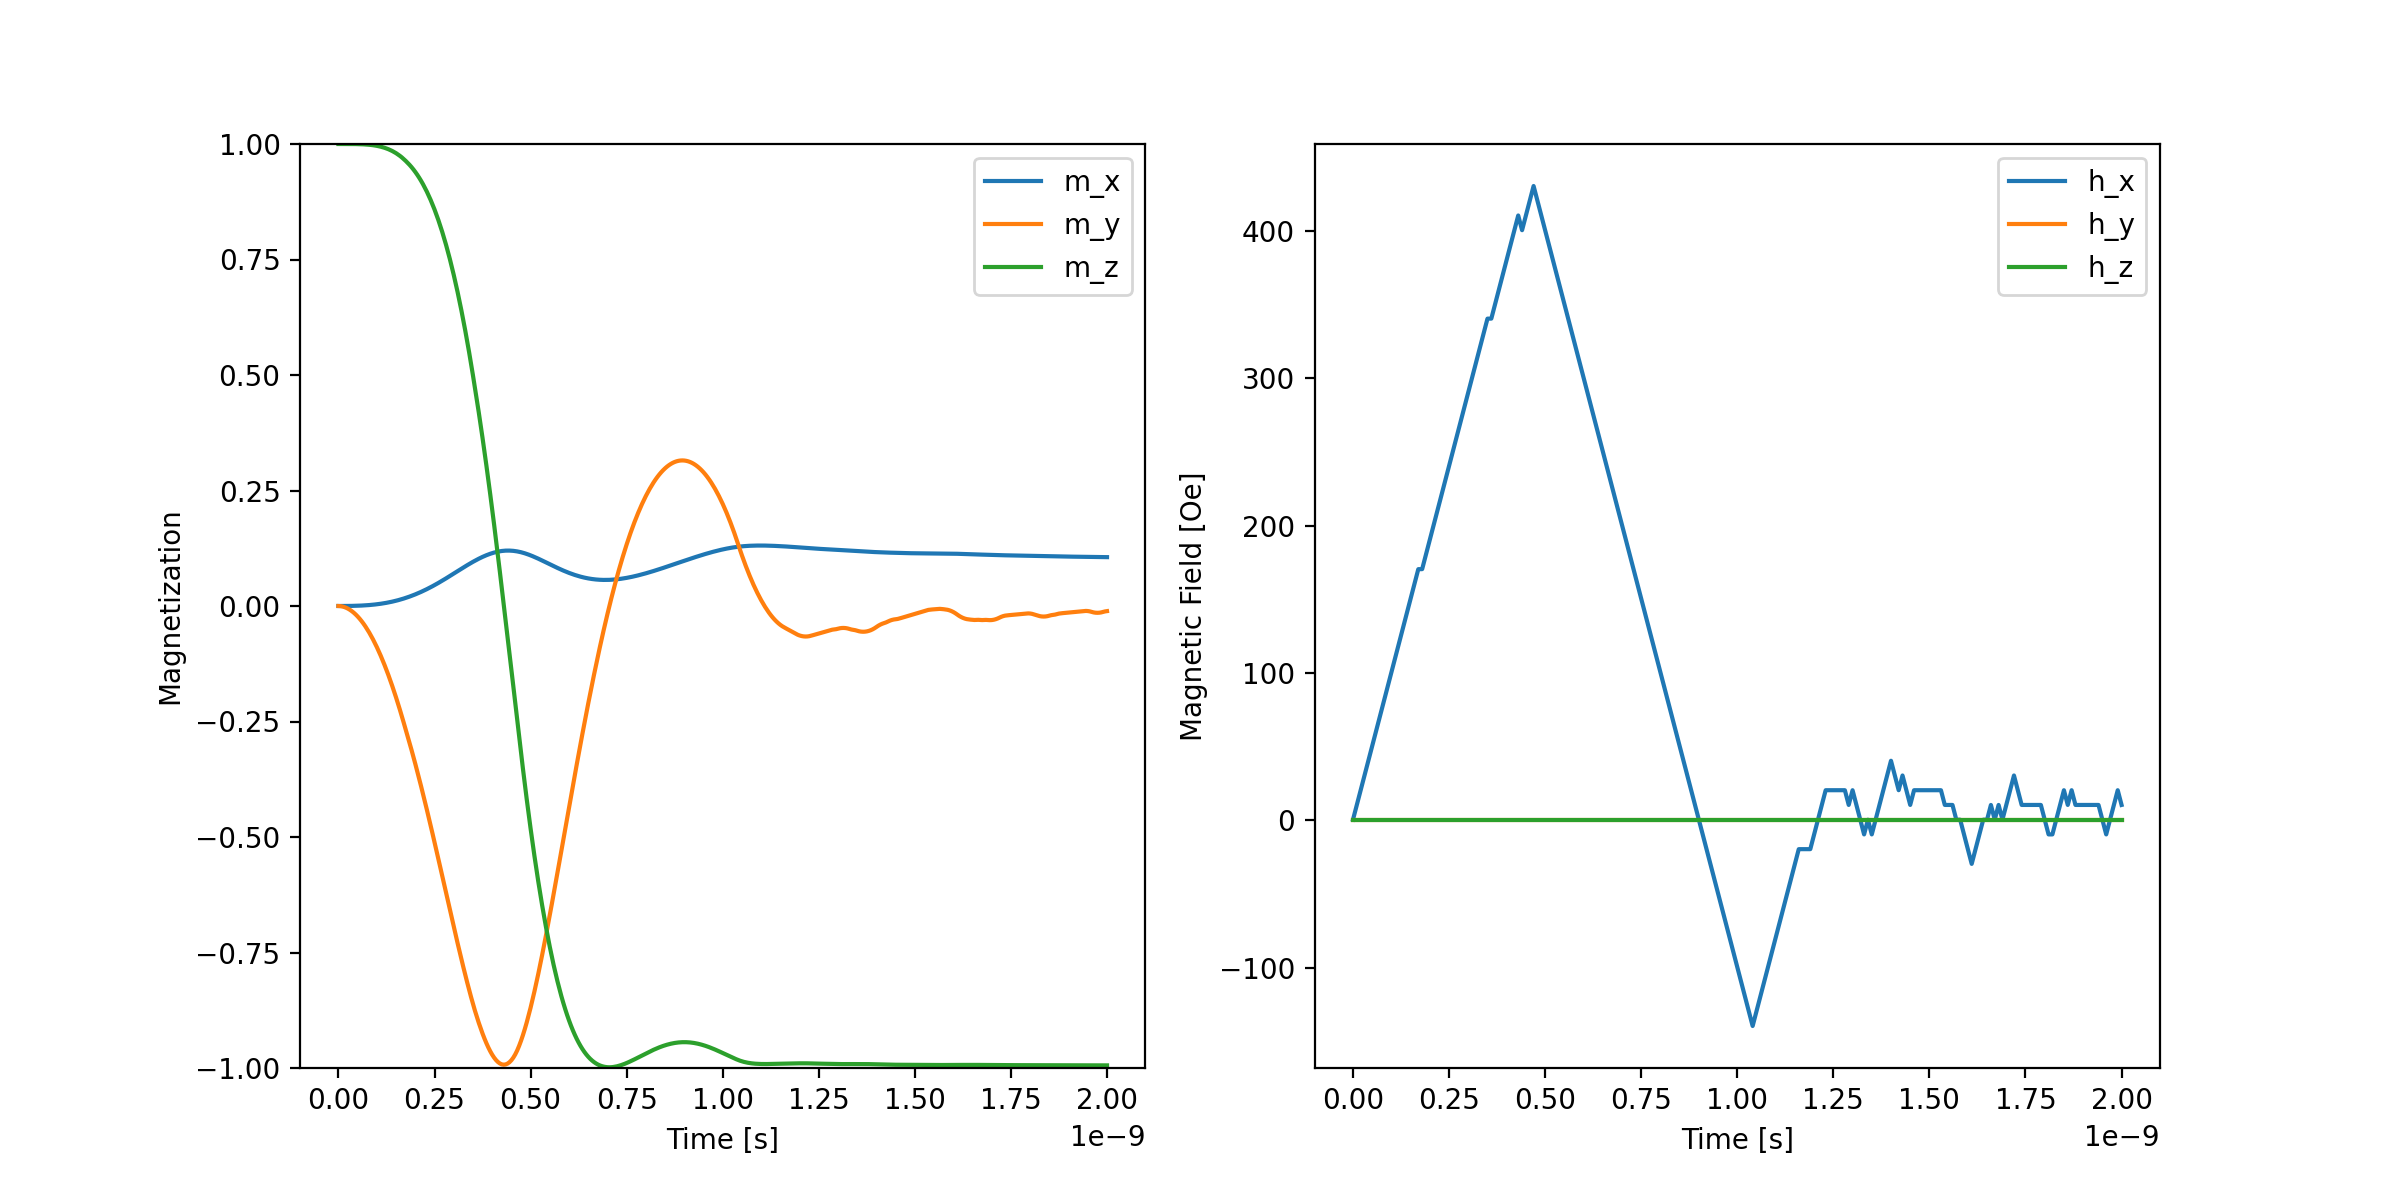 1.00
0.75
0.50
0.25
0.00
−0.25
−0.50
−0.75
−1.00
Magnetization
m_x
m_y
m_z
0.00 0.25 0.50 0.75 1.00 1.25 1.50 1.75 2.00
Time [s]
1e−9
400
300
200
100
0
−100
Magnetic Field [Oe]
h_x
h_y
h_z
0.00 0.25 0.50 0.75 1.00 1.25 1.50 1.75 2.00
Time [s]
1e−9